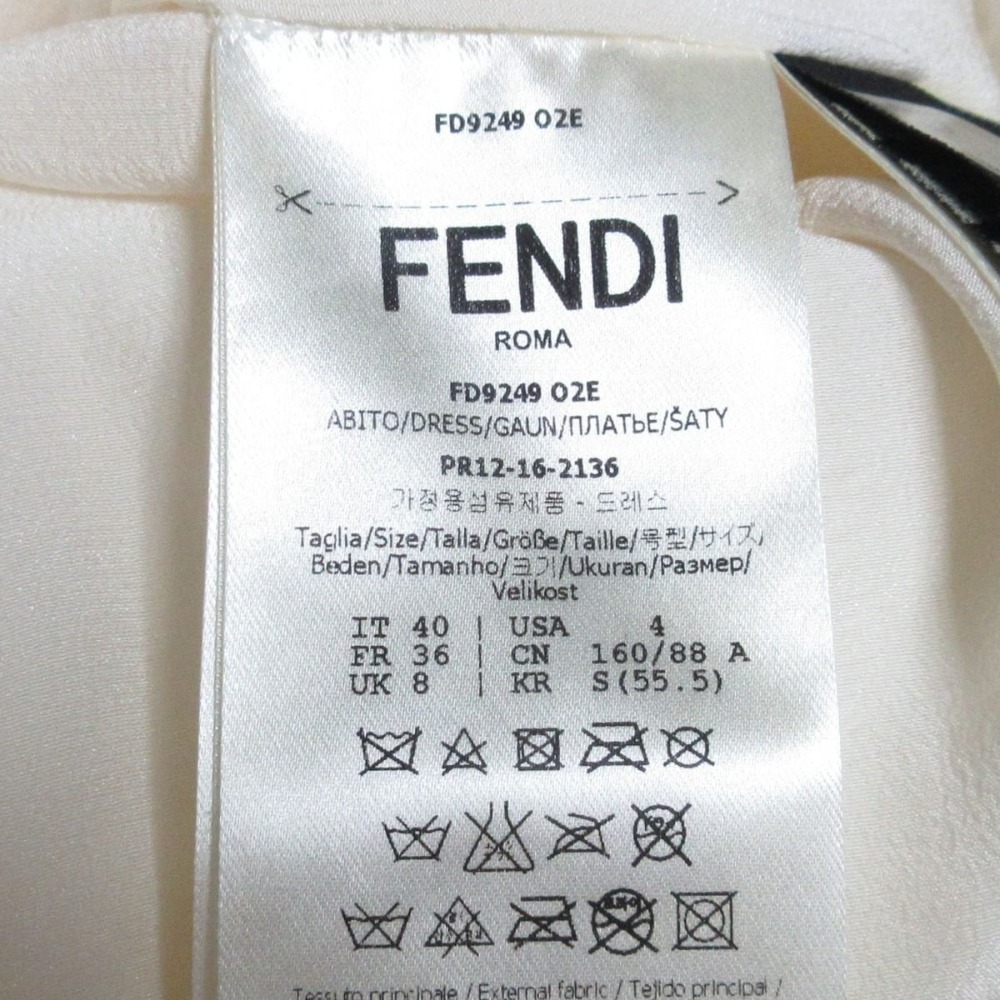 FD9249 O2E
FENDI
ROMA
FD9249 O2E
ABITO/DRESS/GAUN/ПЛАТЬЕ/ŠATY
PR12-16-2136
가정용섬유제품 - 드레스
Taglia/Size/Talla/Größe/Taille/号型/サイズ/
Beden/Tamanho/크기/Ukuran/Размер/
Velikost
IT 40 | USA 4
FR 36 | CN 160/88 A
UK 8 | KR S(55.5)
Tessuto principale / External fabric / Tejido principal /